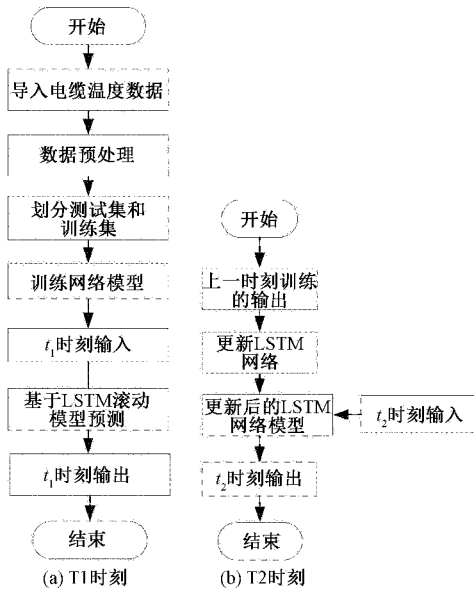 开始
导入电缆温度数据
数据预处理
划分测试集和
训练集
训练网络模型
t₁时刻输入
基于LSTM滚动
模型预测
t₁时刻输出
结束
(a) T1时刻
开始
上一时刻训练
的输出
更新LSTM
网络
更新后的LSTM
网络模型
t₂时刻输入
t₂时刻输出
结束
(b) T2时刻